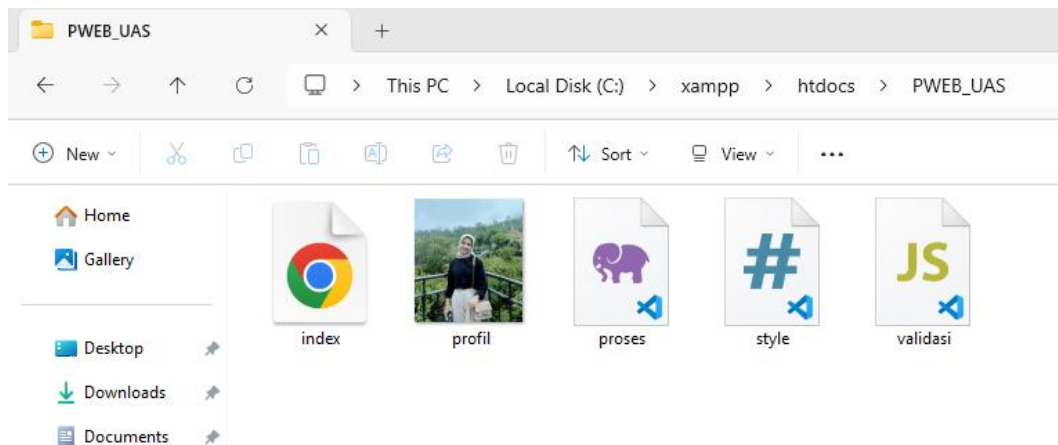 PWEB_UAS
This PC > Local Disk (C:) > xampp > htdocs > PWEB_UAS
New Sort View
Home
Gallery
JS
index profil proses style validasi
Desktop
Downloads
Documents